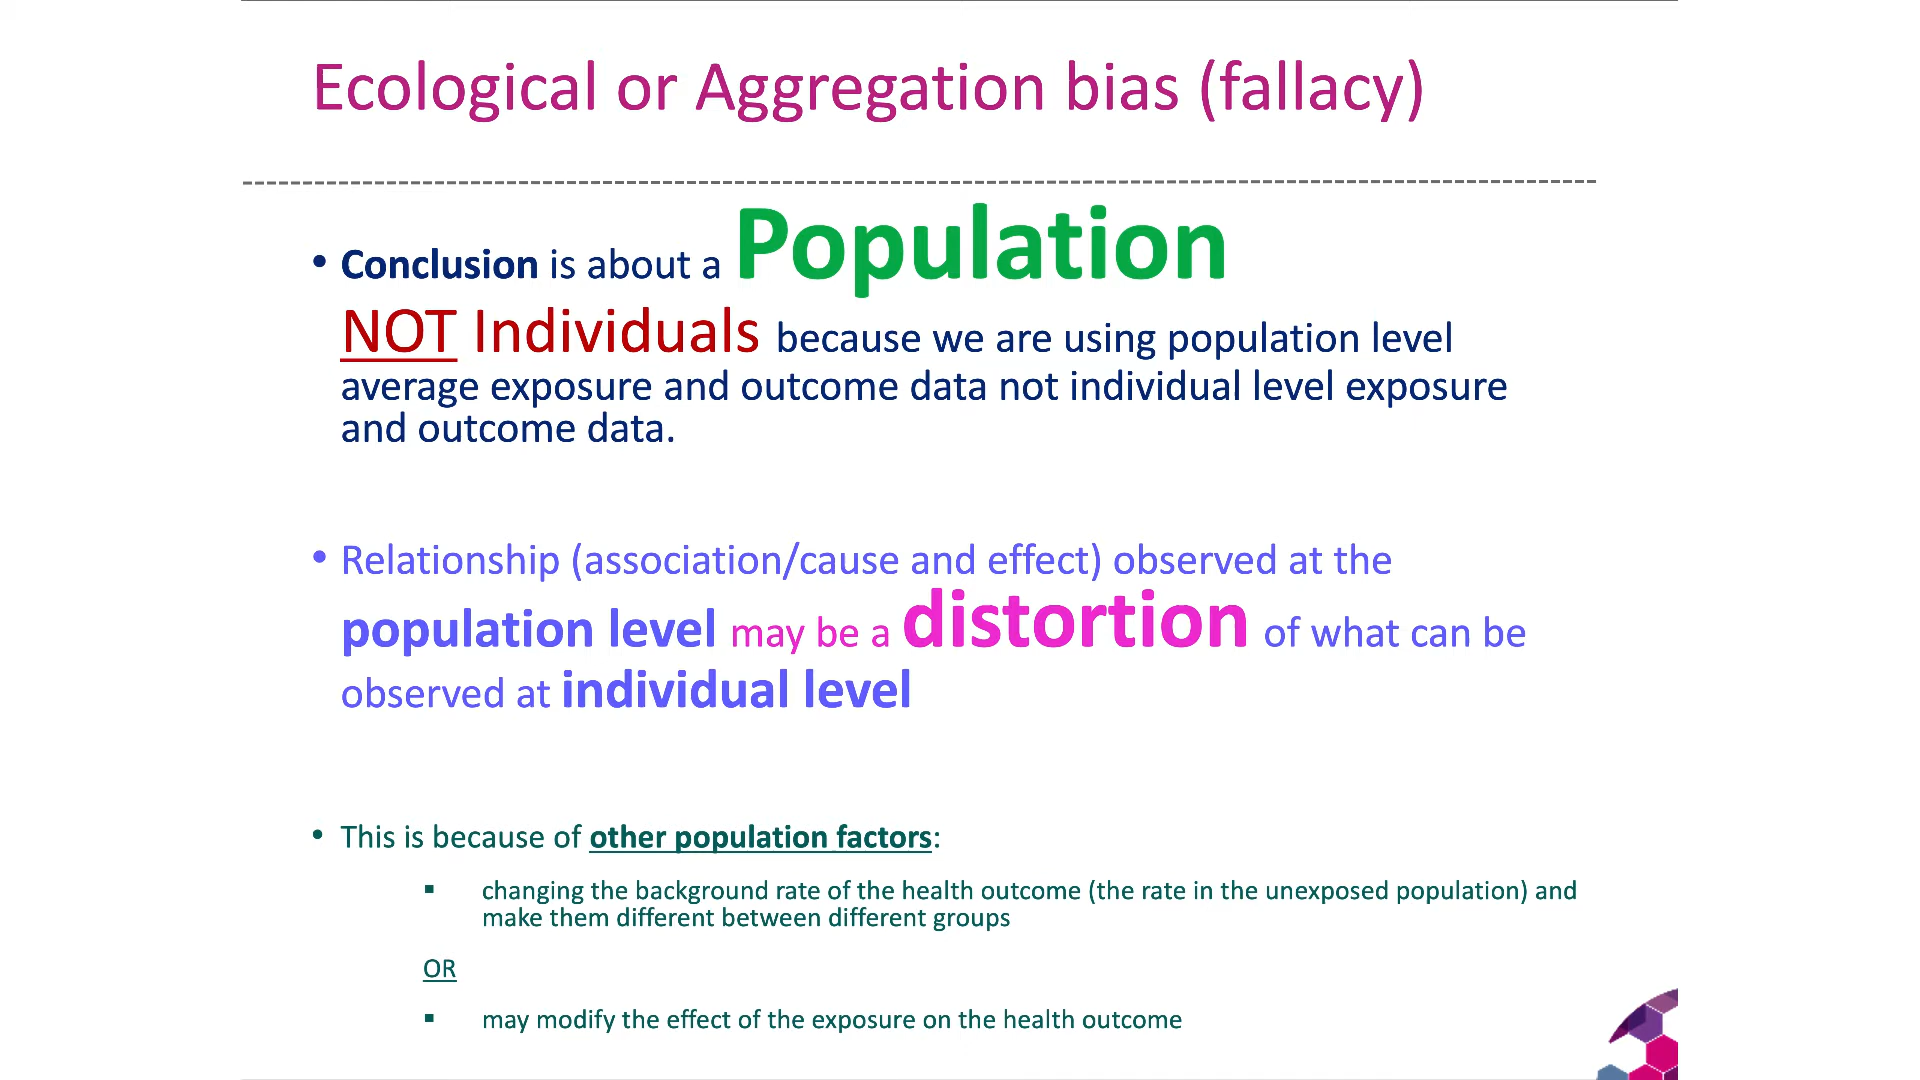 Ecological or Aggregation bias (fallacy)
• Conclusion is about a Population
NOT Individuals because we are using population level
average exposure and outcome data not individual level exposure
and outcome data.
• Relationship (association/cause and effect) observed at the
population level may be a distortion of what can be
observed at individual level
• This is because of other population factors:
▪ changing the background rate of the health outcome (the rate in the unexposed population) and
make them different between different groups
OR
▪ may modify the effect of the exposure on the health outcome